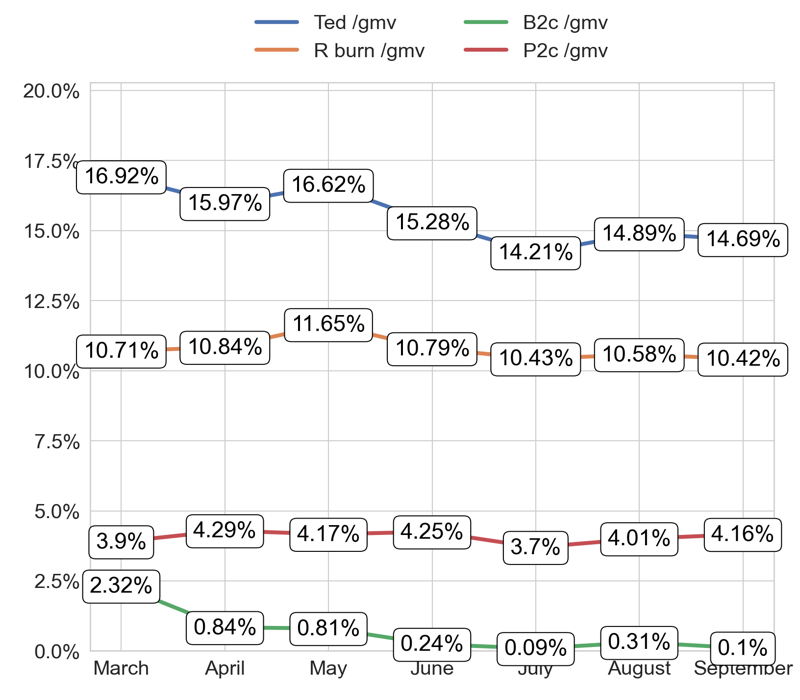 Ted /gmv B2c /gmv
R burn /gmv P2c /gmv
20.0%
17.5%
16.92% 15.97% 16.62% 15.28% 14.21% 14.89% 14.69%
15.0%
12.5%
10.71% 10.84% 11.65% 10.79% 10.43% 10.58% 10.42%
10.0%
7.5%
5.0%
3.9% 4.29% 4.17% 4.25% 3.7% 4.01% 4.16%
2.5%
2.32% 0.84% 0.81% 0.24% 0.09% 0.31% 0.1%
0.0%
March April May June July August September